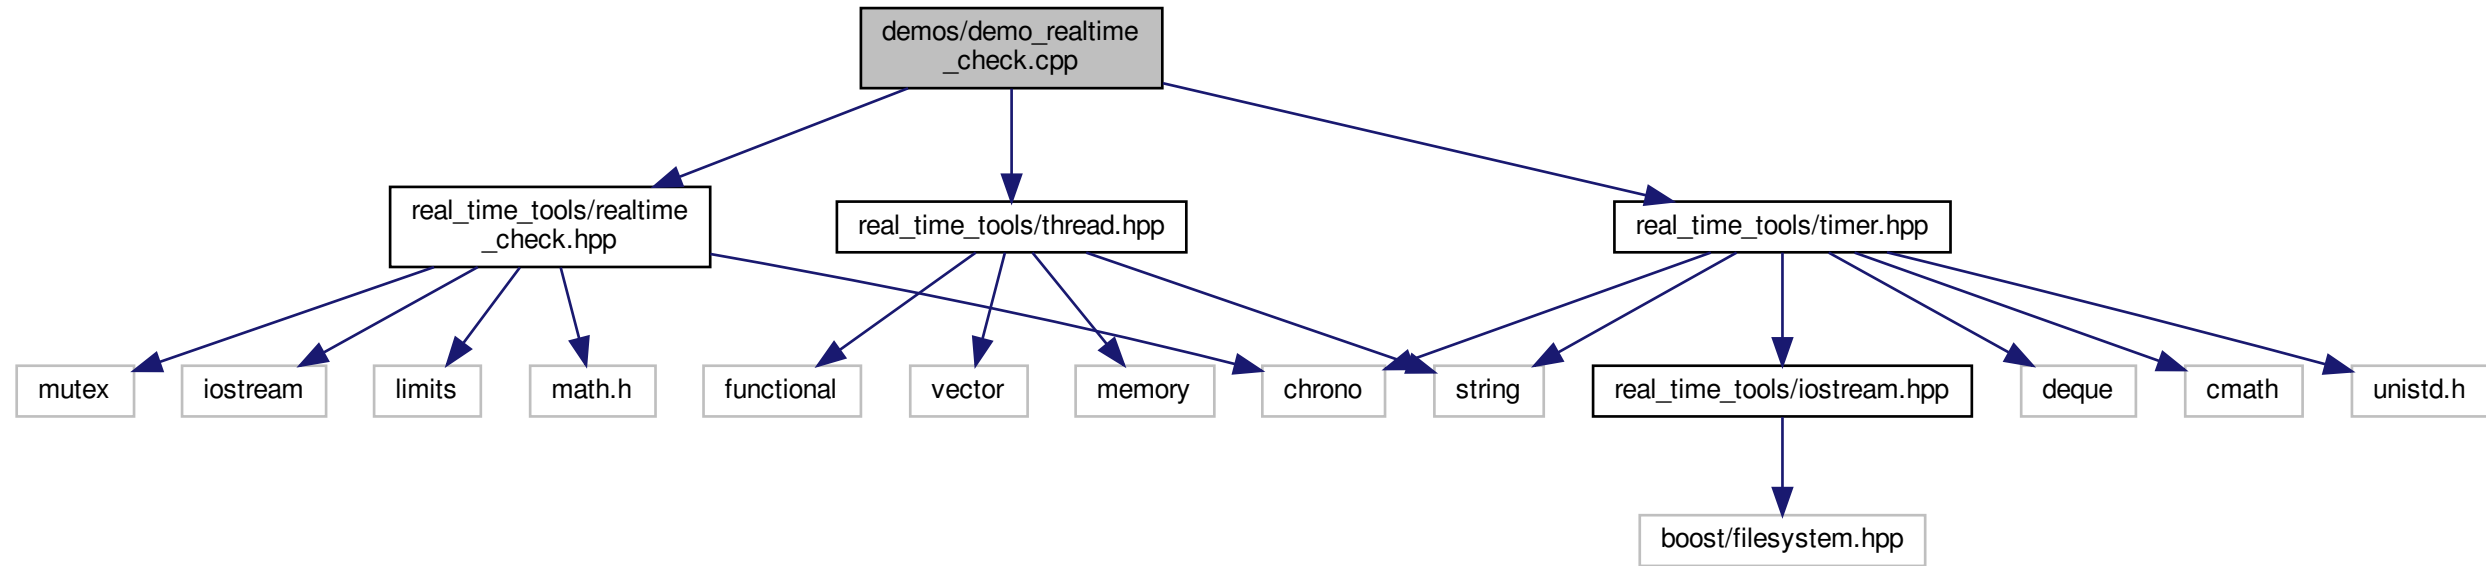 demos/demo_realtime
_check.cpp
real_time_tools/realtime
_check.hpp
real_time_tools/thread.hpp
real_time_tools/timer.hpp
mutex
iostream
limits
math.h
functional
vector
memory
chrono
string
real_time_tools/iostream.hpp
deque
cmath
unistd.h
boost/filesystem.hpp